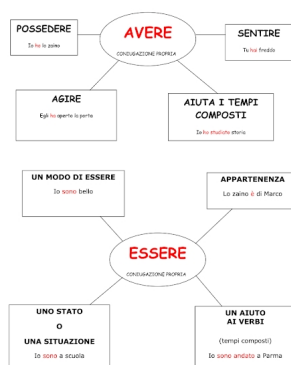 POSSEDERE
Io ho lo zaino
AVERE
CONIUGAZIONE PROPRIA
SENTIRE
Tu hai freddo
AGIRE
Egli ha aperto la porta
AIUTA I TEMPI
COMPOSTI
Io ho studiato storia
UN MODO DI ESSERE
Io sono bello
APPARTENENZA
Lo zaino è di Marco
ESSERE
CONIUGAZIONE PROPRIA
UNO STATO
O
UNA SITUAZIONE
Io sono a scuola
UN AIUTO
AI VERBI
(tempi composti)
Io sono andato a Parma